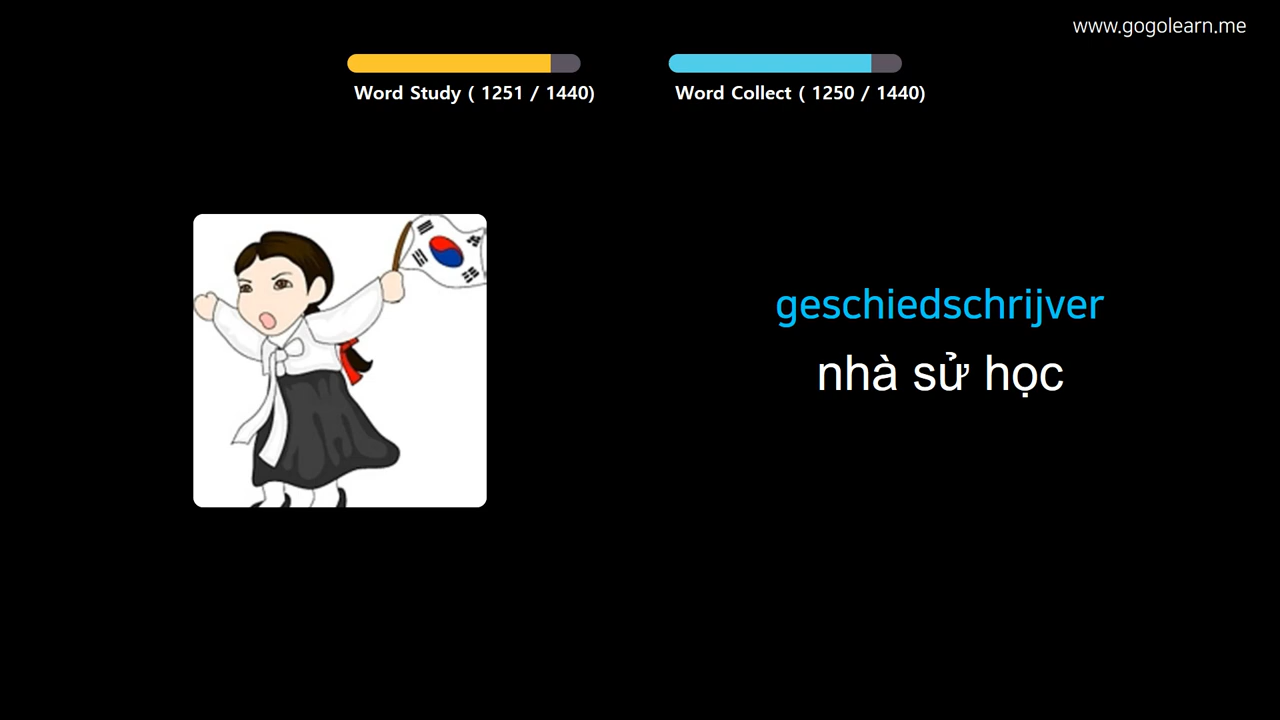 www.gogolearn.me
Word Study ( 1251 / 1440)
Word Collect ( 1250 / 1440)
geschiedschrijver
nhà sử học